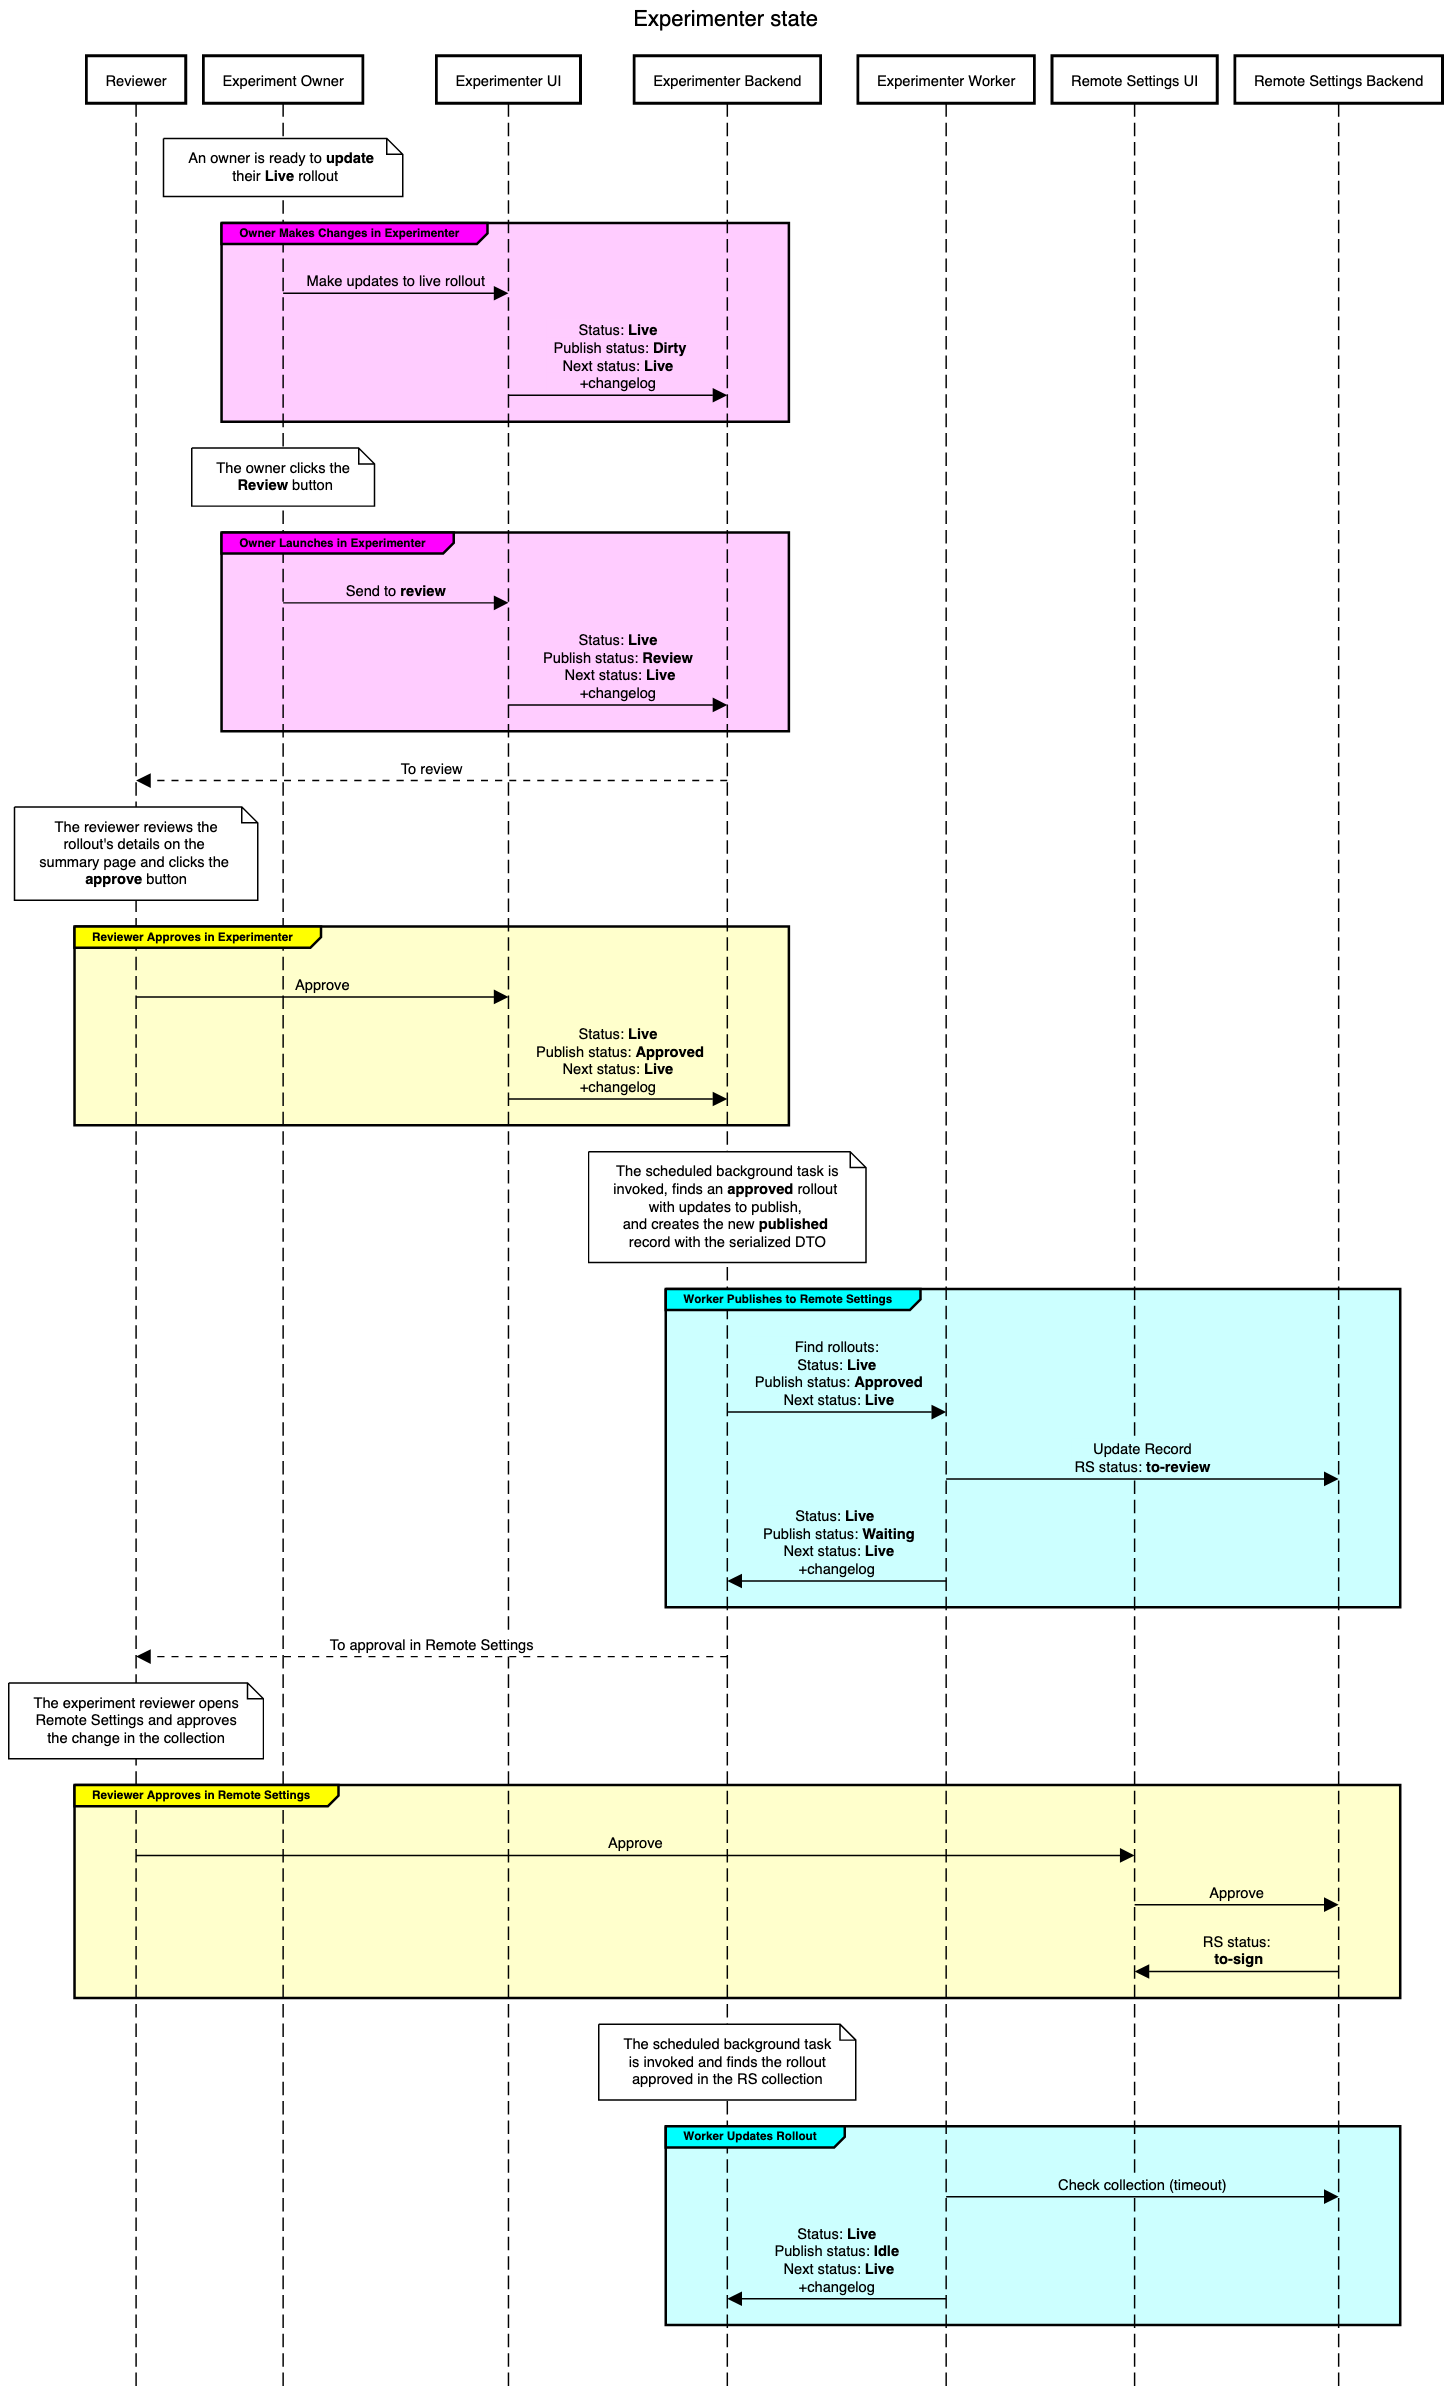 Experimenter state
Reviewer
Experiment Owner
Experimenter UI
Experimenter Backend
Experimenter Worker
Remote Settings UI
Remote Settings Backend
An owner is ready to update
their Live rollout
Owner Makes Changes in Experimenter
Make updates to live rollout
Status: Live
Publish status: Dirty
Next status: Live
+changelog
The owner clicks the
Review button
Owner Launches in Experimenter
Send to review
Status: Live
Publish status: Review
Next status: Live
+changelog
To review
The reviewer reviews the
rollout's details on the
summary page and clicks the
approve button
Reviewer Approves in Experimenter
Approve
Status: Live
Publish status: Approved
Next status: Live
+changelog
The scheduled background task is
invoked, finds an approved rollout
with updates to publish,
and creates the new published
record with the serialized DTO
Worker Publishes to Remote Settings
Find rollouts:
Status: Live
Publish status: Approved
Next status: Live
Update Record
RS status: to-review
Status: Live
Publish status: Waiting
Next status: Live
+changelog
To approval in Remote Settings
The experiment reviewer opens
Remote Settings and approves
the change in the collection
Reviewer Approves in Remote Settings
Approve
Approve
RS status:
to-sign
The scheduled background task
is invoked and finds the rollout
approved in the RS collection
Worker Updates Rollout
Check collection (timeout)
Status: Live
Publish status: Idle
Next status: Live
+changelog